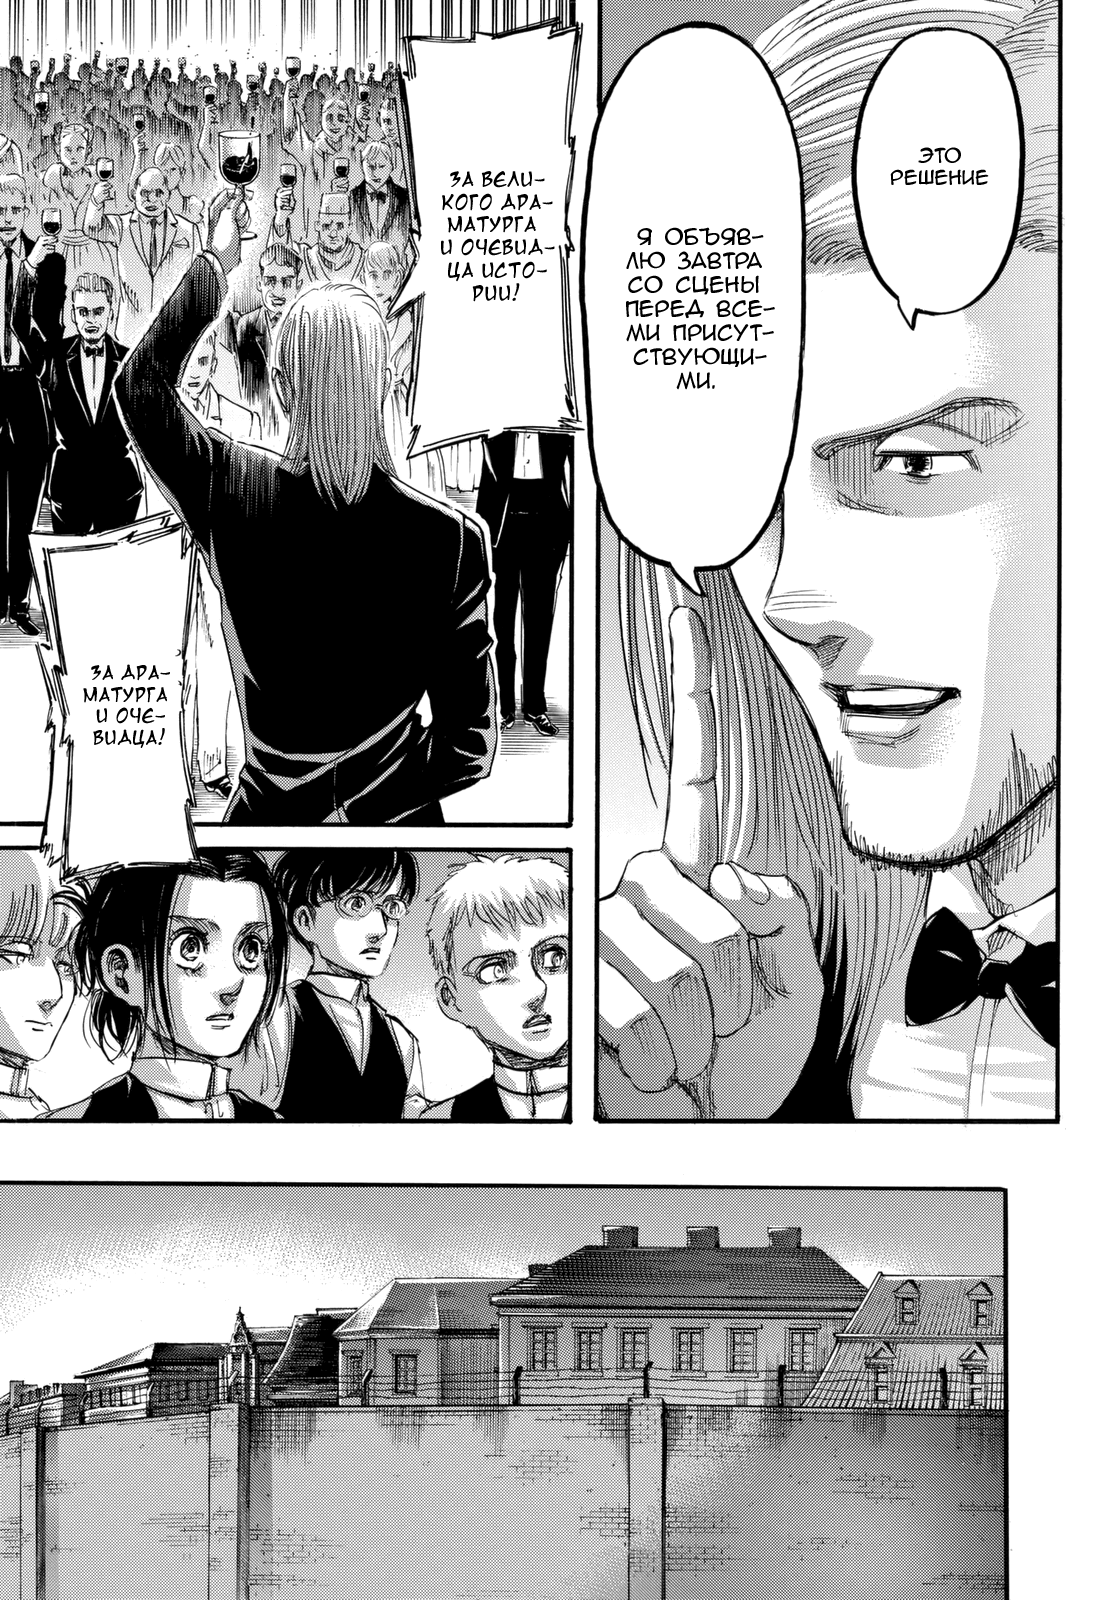 ЭТО
РЕШЕНИЕ
Я ОБЪЯВ-
ЛЮ ЗАВТРА
СО СЦЕНЫ
ПЕРЕД ВСЕ-
МИ ПРИСУТ-
СТВУЮЩИ-
МИ.
ЗА ВЕЛИ-
КОГО ДРА-
МАТУРГА
И ОЧЕВИД-
ЦА ИСТО-
РИИ!
ЗА ДРА-
МАТУРГА
И ОЧЕ-
ВИДЦА!